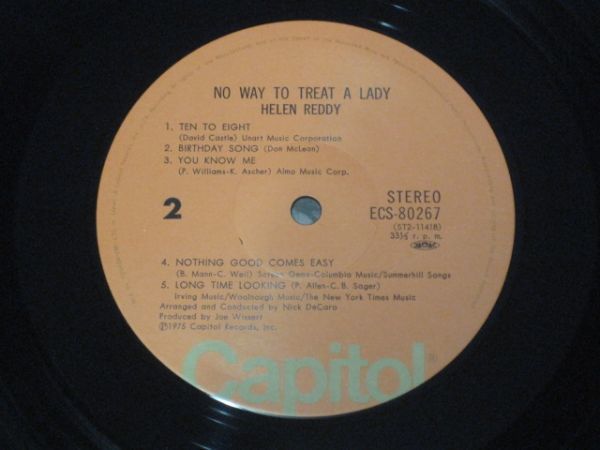 NO WAY TO TREAT A LADY
HELEN REDDY
1. TEN TO EIGHT
(David Castle) Unart Music Corporation
2. BIRTHDAY SONG (Don McLean)
3. YOU KNOW ME
(P. Williams-K. Ascher) Almo Music Corp.
2
STEREO
ECS-80267
(ST2-11418)
33⅓ r. p. m.
4. NOTHING GOOD COMES EASY
(B. Mann-C. Weil) Screen Gems-Columbia Music/Summerhill Songs
5. LONG TIME LOOKING (P. Allen-C. B. Sager)
Irving Music/Woolnough Music/The New York Times Music
Arranged and Conducted by Nick DeCaro
Produced by Joe Wissert
Ⓟ1975 Capitol Records, Inc.
Capitol®